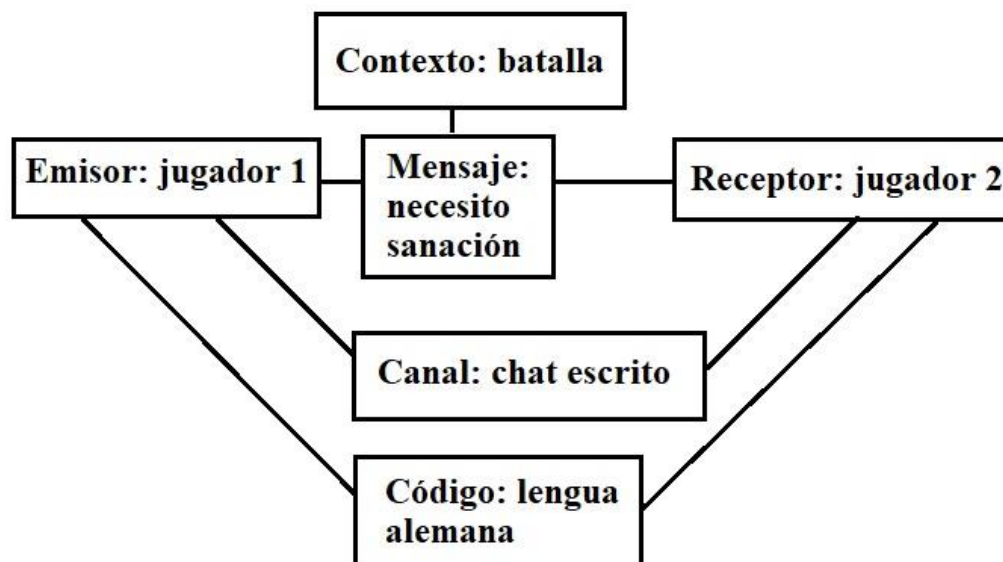 Contexto: batalla
Emisor: jugador 1
Mensaje:
necesito
sanación
Receptor: jugador 2
Canal: chat escrito
Código: lengua
alemana